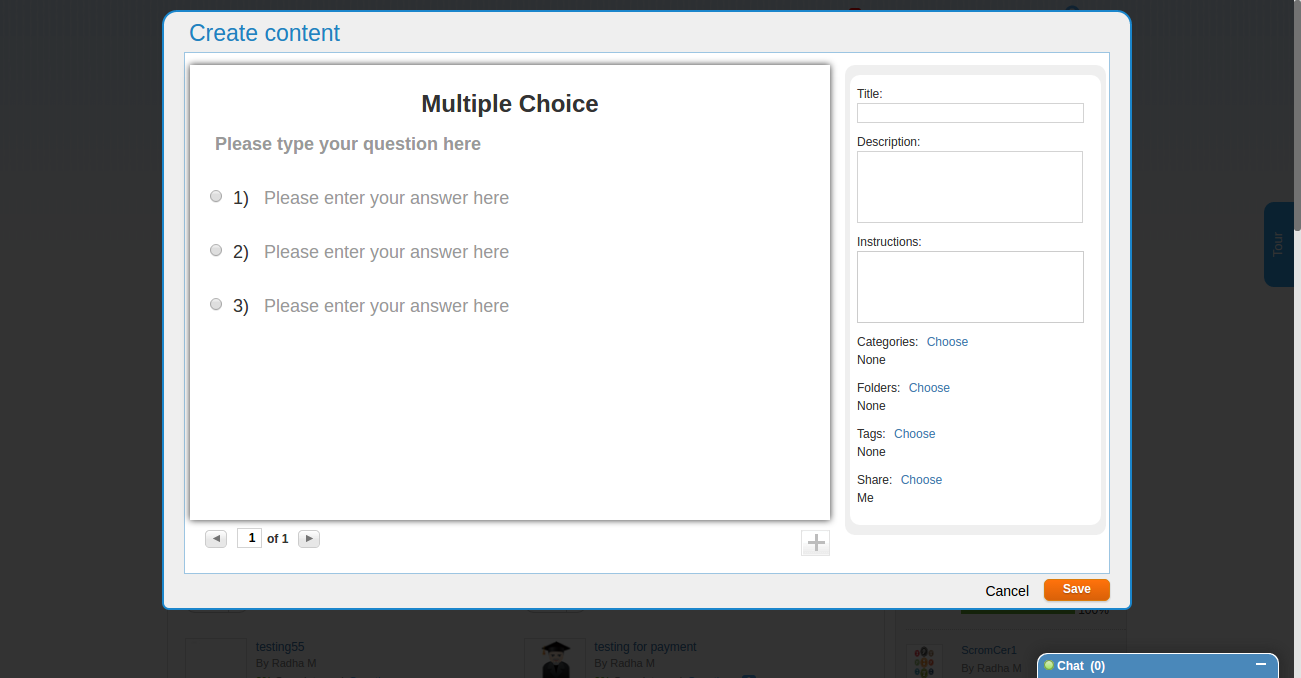 Create content
Multiple Choice
Please type your question here
1) Please enter your answer here
2) Please enter your answer here
3) Please enter your answer here
1 of 1
Title:
Description:
Instructions:
Categories: Choose
None
Folders: Choose
None
Tags: Choose
None
Share: Choose
Me
Cancel
Save
Tour
100%
testing55
By Radha M
testing for payment
By Radha M
ScromCer1
By Radha M
Chat (0)